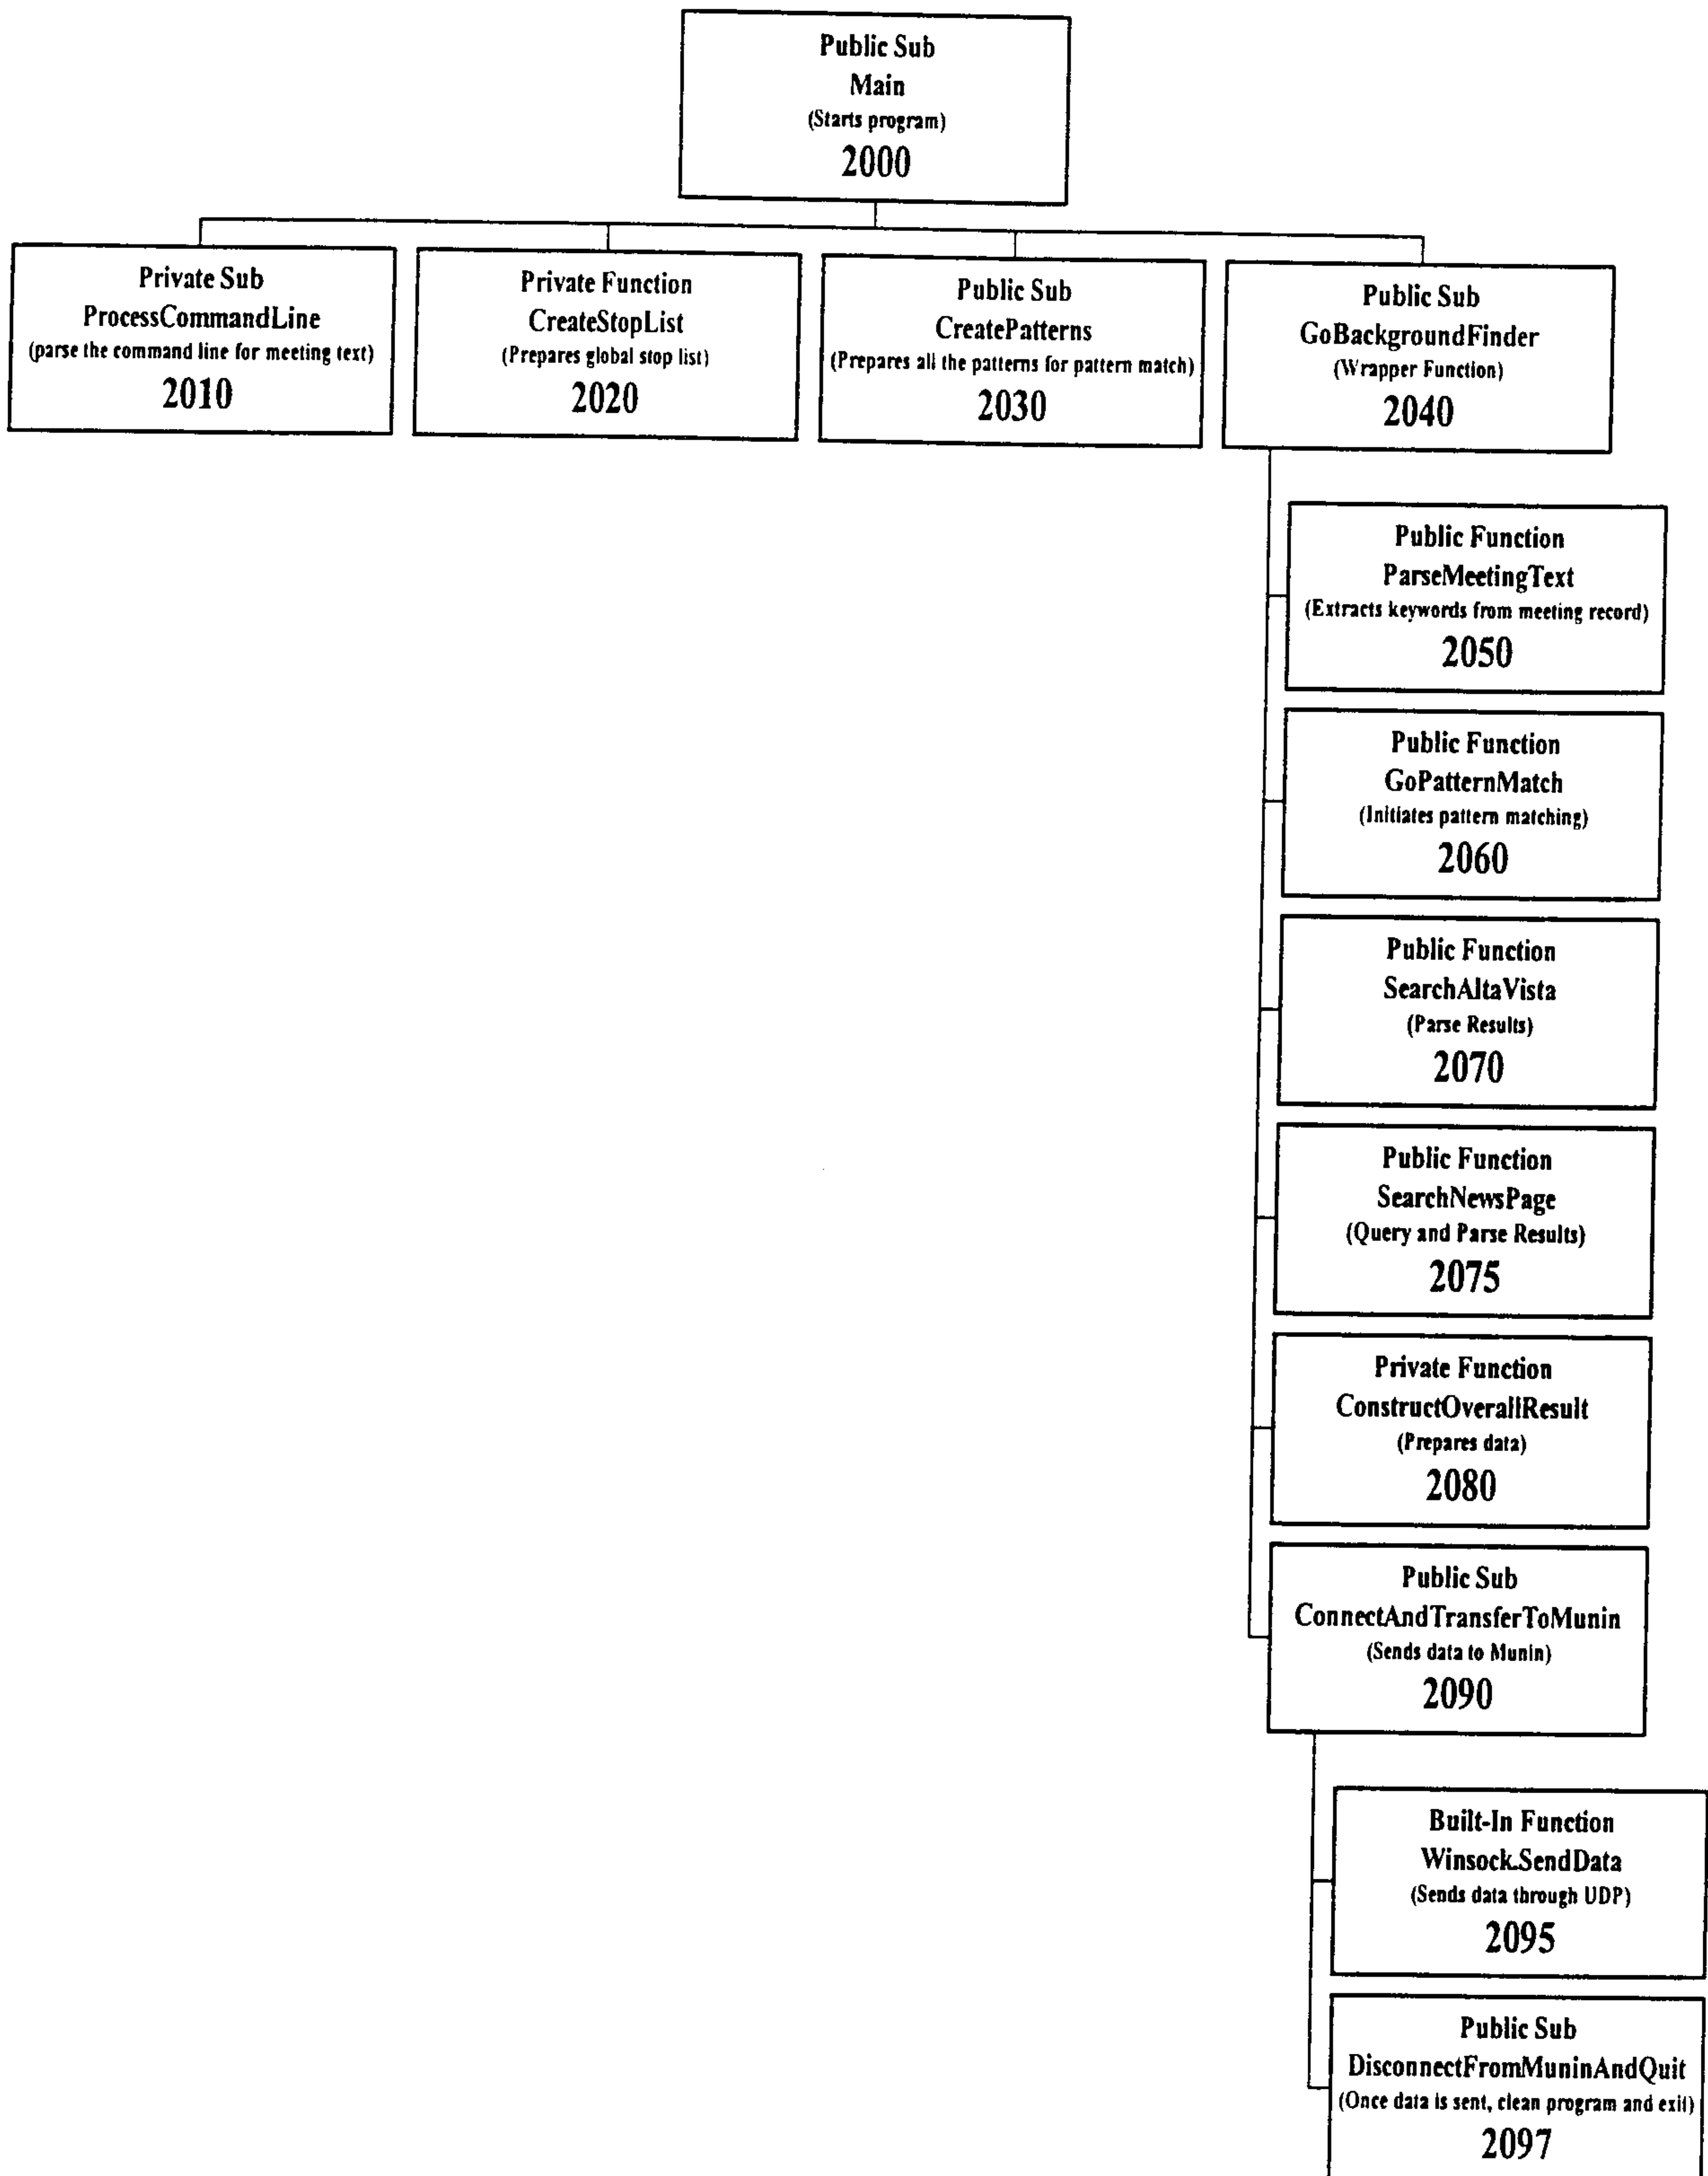 Public Sub
Main
(Starts program)
2000
Private Sub
ProcessCommandLine
(parse the command line for meeting text)
2010
Private Function
CreateStopList
(Prepares global stop list)
2020
Public Sub
CreatePatterns
(Prepares all the patterns for pattern match)
2030
Public Sub
GoBackgroundFinder
(Wrapper Function)
2040
Public Function
ParseMeetingText
(Extracts keywords from meeting record)
2050
Public Function
GoPatternMatch
(Initiates pattern matching)
2060
Public Function
SearchAltaVista
(Parse Results)
2070
Public Function
SearchNewsPage
(Query and Parse Results)
2075
Private Function
ConstructOverallResult
(Prepares data)
2080
Public Sub
ConnectAndTransferToMunin
(Sends data to Munin)
2090
Built-In Function
Winsock.SendData
(Sends data through UDP)
2095
Public Sub
DisconnectFromMuninAndQuit
(Once data is sent, clean program and exit)
2097